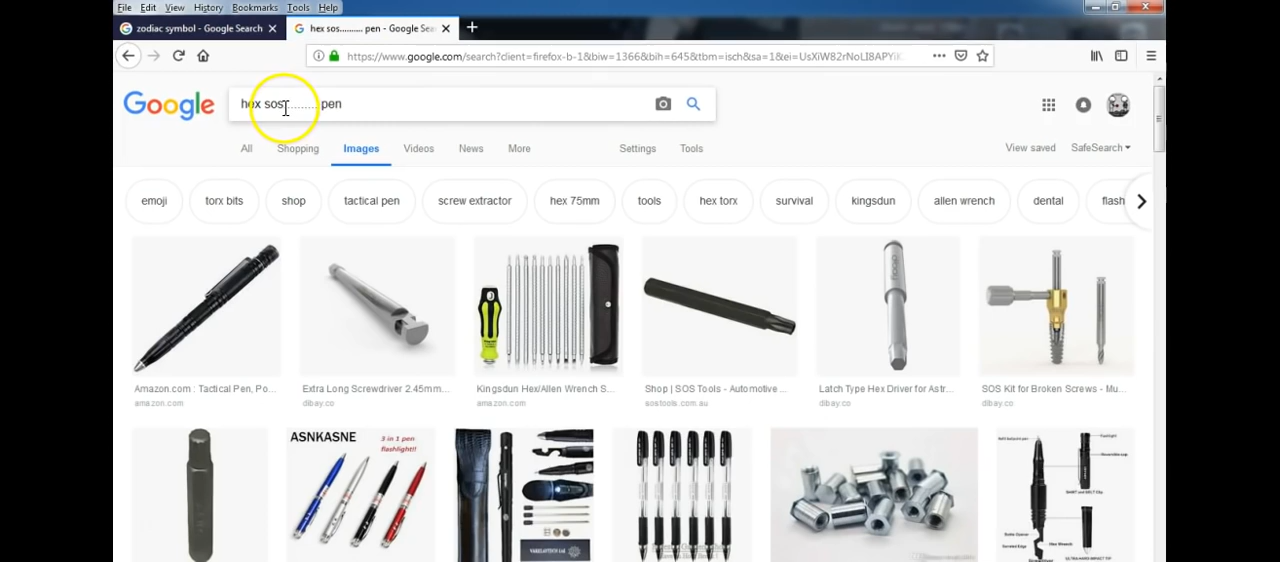 File Edit View History Bookmarks Tools Help
zodiac symbol - Google Search
hex sos.......... pen - Google Sea
https://www.google.com/search?client=firefox-b-1&biw=1366&bih=645&tbm=isch&sa=1&ei=UsXiW82rNoLI8APYiK
Google
hex sos..........pen
All Shopping Images Videos News More Settings Tools View saved SafeSearch
emoji torx bits shop tactical pen screw extractor hex 75mm tools hex torx survival kingsdun allen wrench dental flash
Amazon.com : Tactical Pen, Po...
amazon.com
Extra Long Screwdriver 2.45mm...
dibay.co
Kingsdun Hex/Allen Wrench S...
amazon.com
Shop | SOS Tools - Automotive ...
sostools.com.au
Latch Type Hex Driver for Astr...
dibay.co
SOS Kit for Broken Screws - Mu...
dibay.co
ASNKASNE
3 in 1 pen
flashlight!!